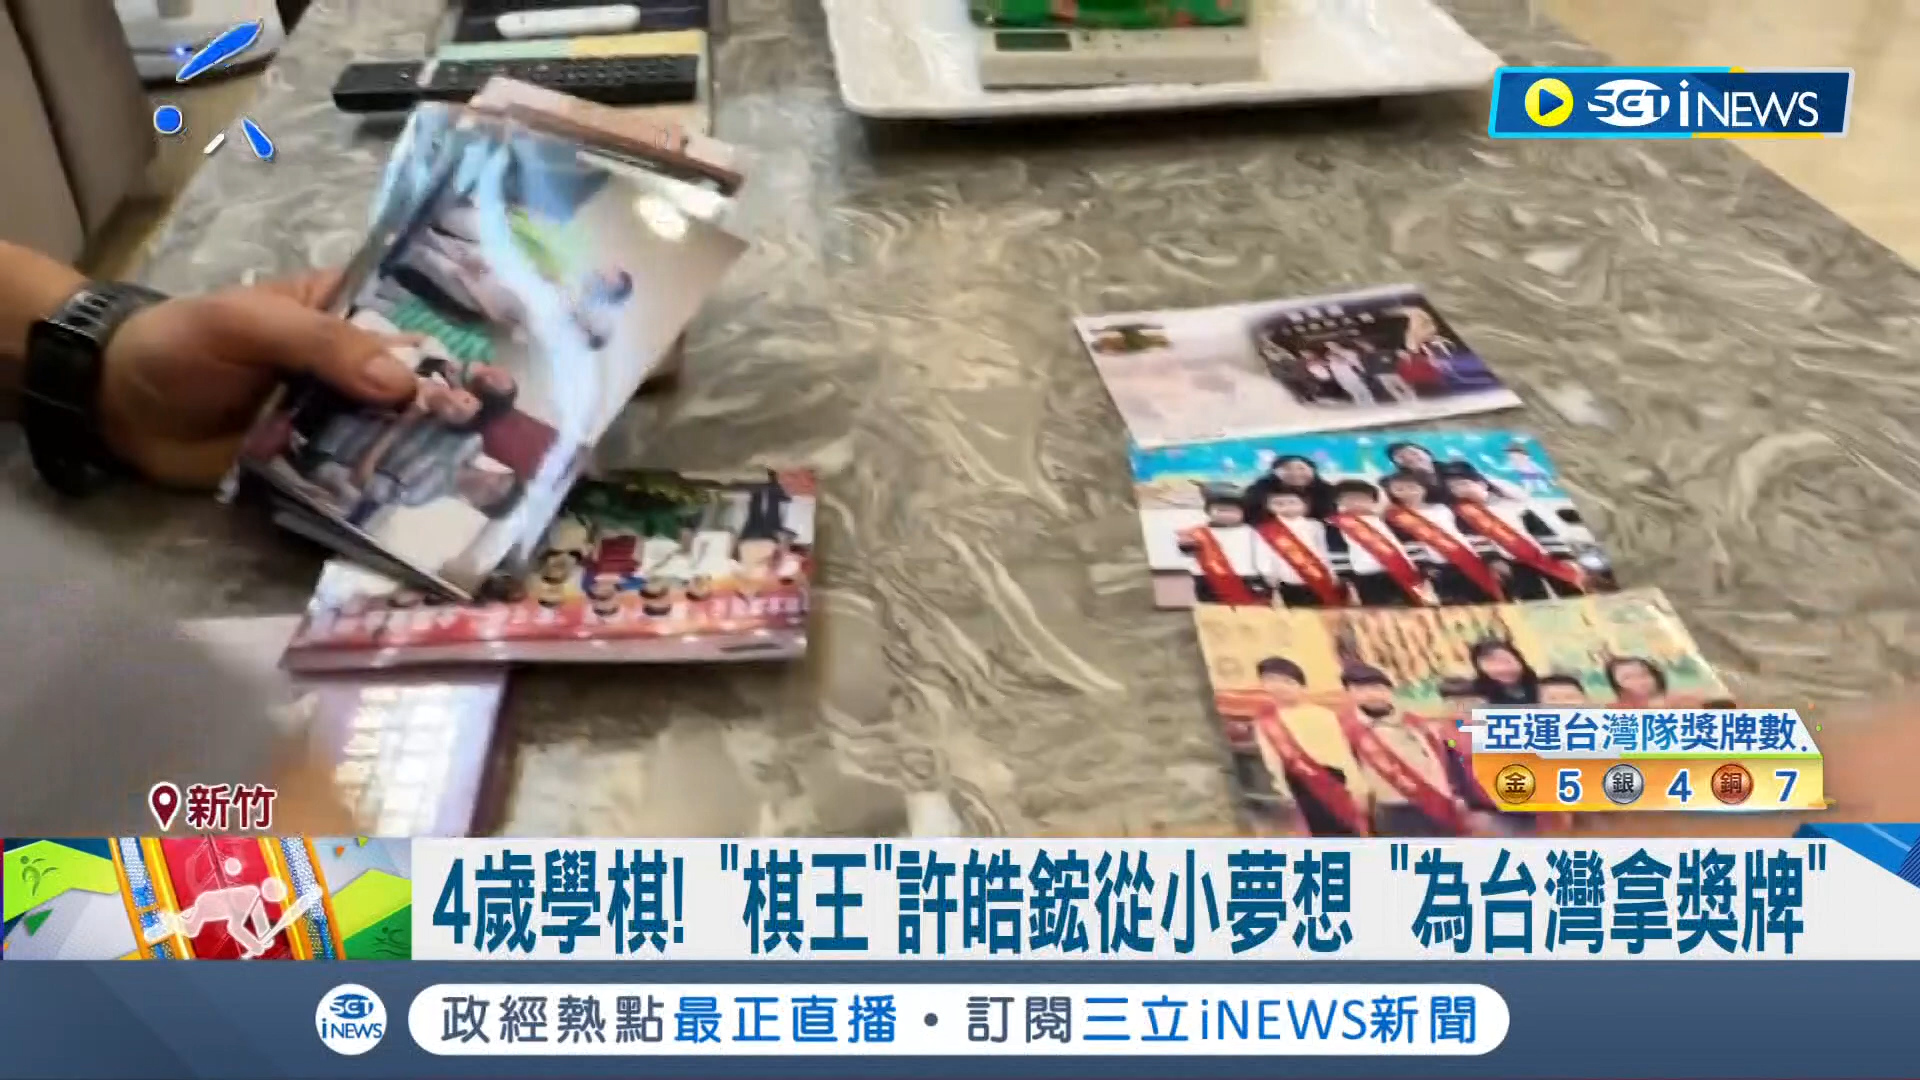 SET iNEWS
亞運台灣隊獎牌數
金 5 銀 4 銅 7
新竹
4歲學棋! "棋王"許皓鋐從小夢想 "為台灣拿獎牌"
SET iNEWS
政經熱點最正直播・訂閱三立iNEWS新聞